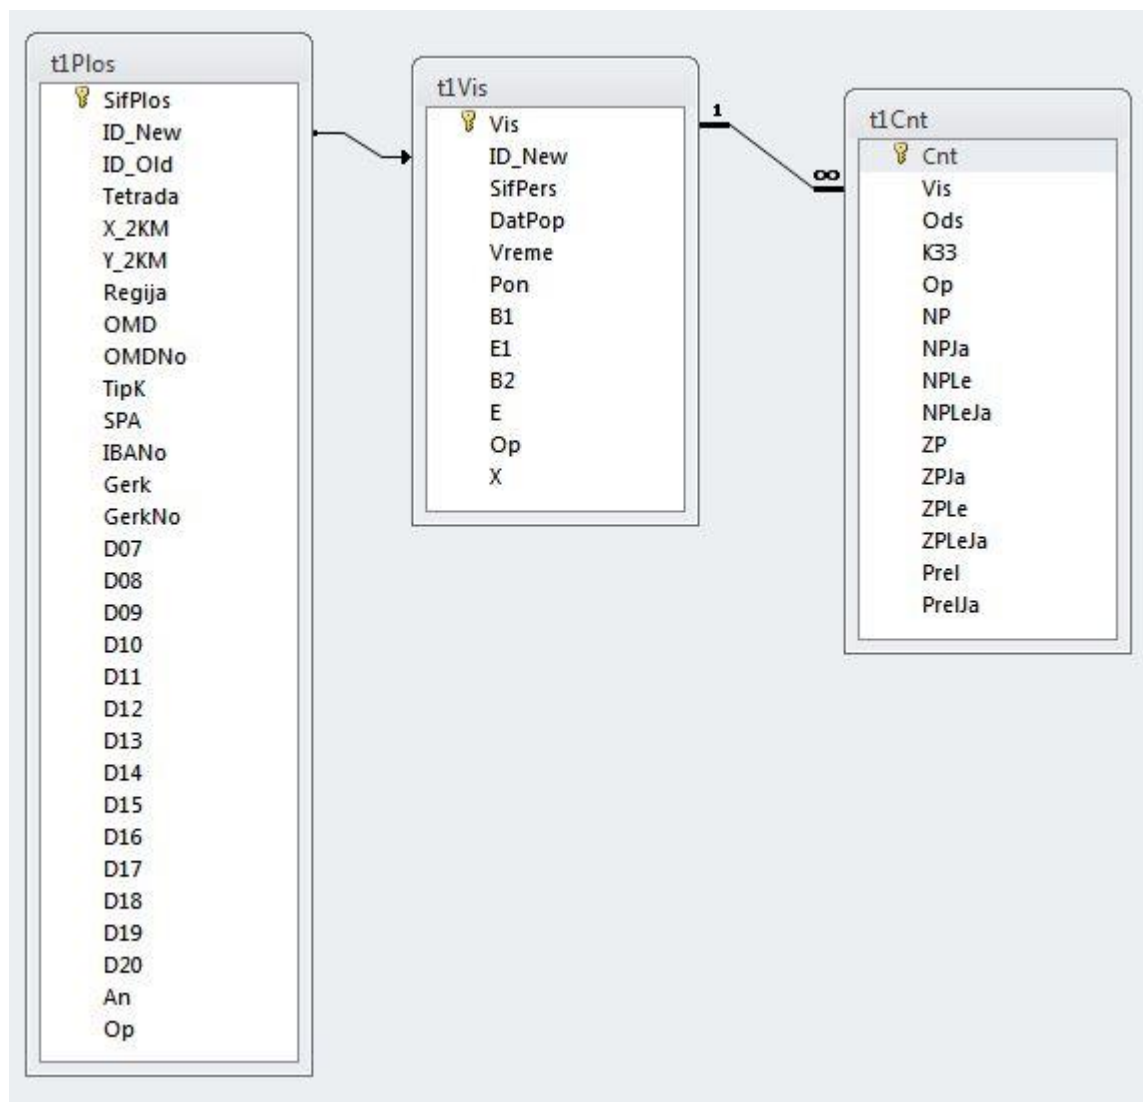 t1Plos
SifPlos
ID_New
ID_Old
Tetrada
X_2KM
Y_2KM
Regija
OMD
OMDNo
TipK
SPA
IBANo
Gerk
GerkNo
D07
D08
D09
D10
D11
D12
D13
D14
D15
D16
D17
D18
D19
D20
An
Op
t1Vis
Vis
ID_New
SifPers
DatPop
Vreme
Pon
B1
E1
B2
E
Op
X
1
∞
t1Cnt
Cnt
Vis
Ods
K33
Op
NP
NPJa
NPLe
NPLeJa
ZP
ZPJa
ZPLe
ZPLeJa
Prel
PrelJa